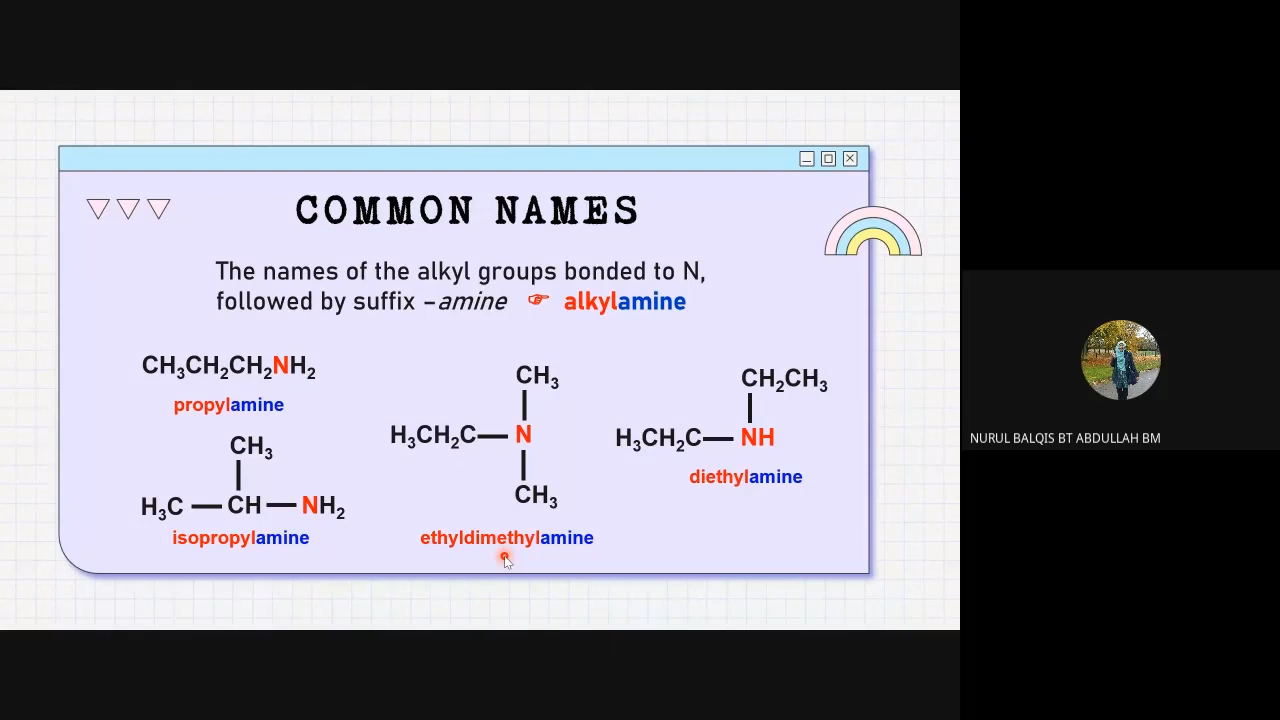 COMMON NAMES
The names of the alkyl groups bonded to N,
followed by suffix –amine ☞ alkylamine
CH₃CH₂CH₂NH₂
propylamine
CH₃
H₃C — CH — NH₂
isopropylamine
CH₃
H₃CH₂C — N
CH₃
ethyldimethylamine
CH₂CH₃
H₃CH₂C — NH
diethylamine
NURUL BALQIS BT ABDULLAH BM